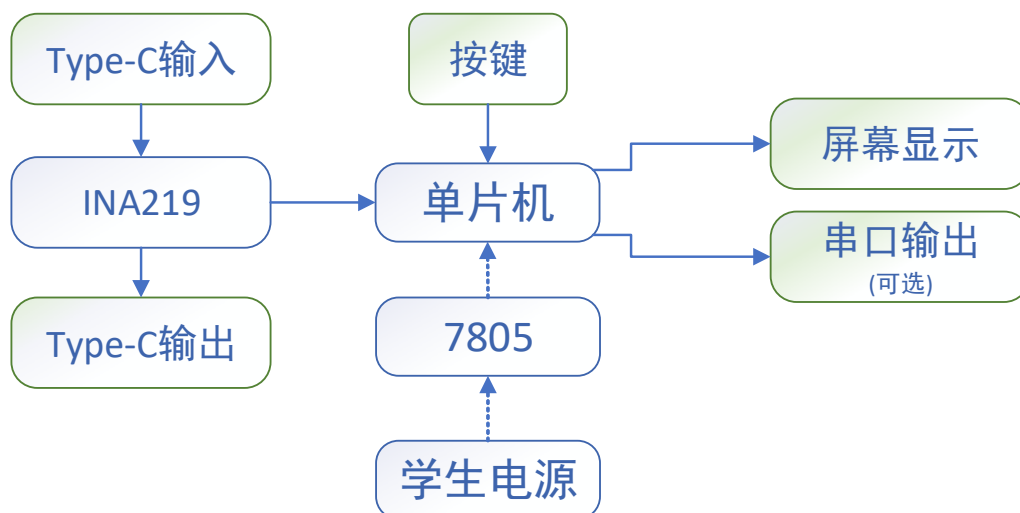 Type-C输入
按键
屏幕显示
INA219
单片机
串口输出
(可选)
Type-C输出
7805
学生电源